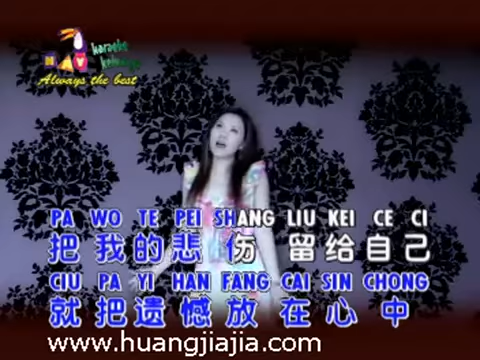 karaoke
NAV
Always the best
PA WO TE PEI SHANG LIU KEI CE CI
把我的悲伤 留给自己
CIU PA YI HAN FANG CAI SIN CHONG
就把遗憾放在心中
www.huangjiajia.com